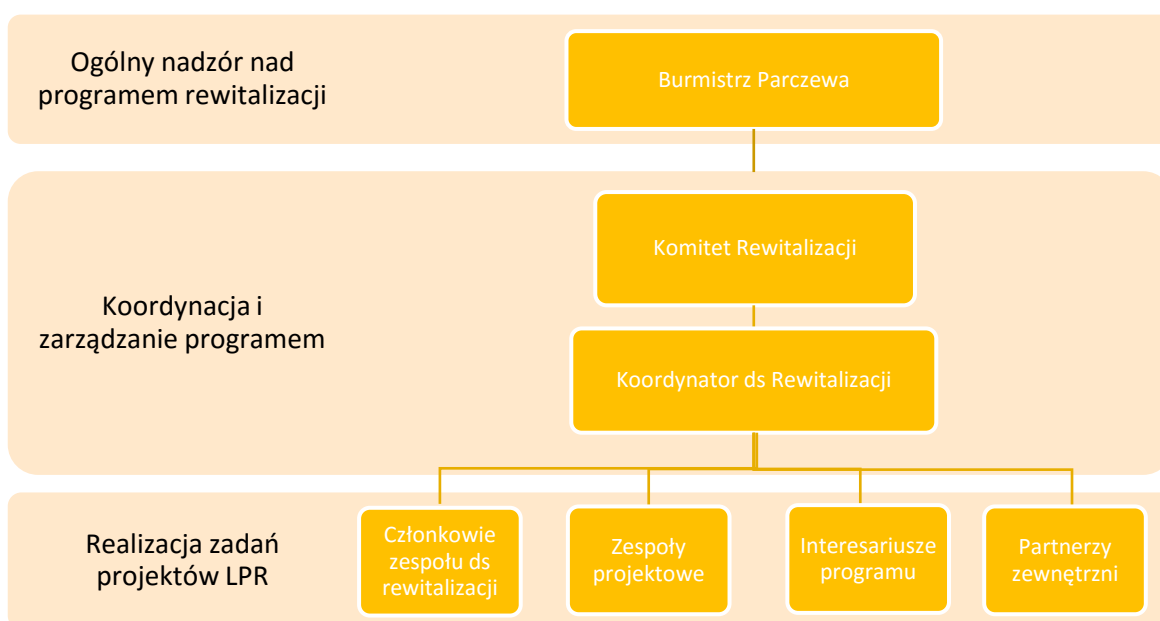 Ogólny nadzór nad
programem rewitalizacji
Burmistrz Parczewa
Komitet Rewitalizacji
Koordynacja i
zarządzanie programem
Koordynator ds Rewitalizacji
Realizacja zadań
projektów LPR
Członkowie
zespołu ds
rewitalizacji
Zespoły
projektowe
Interesariusze
programu
Partnerzy
zewnętrzni